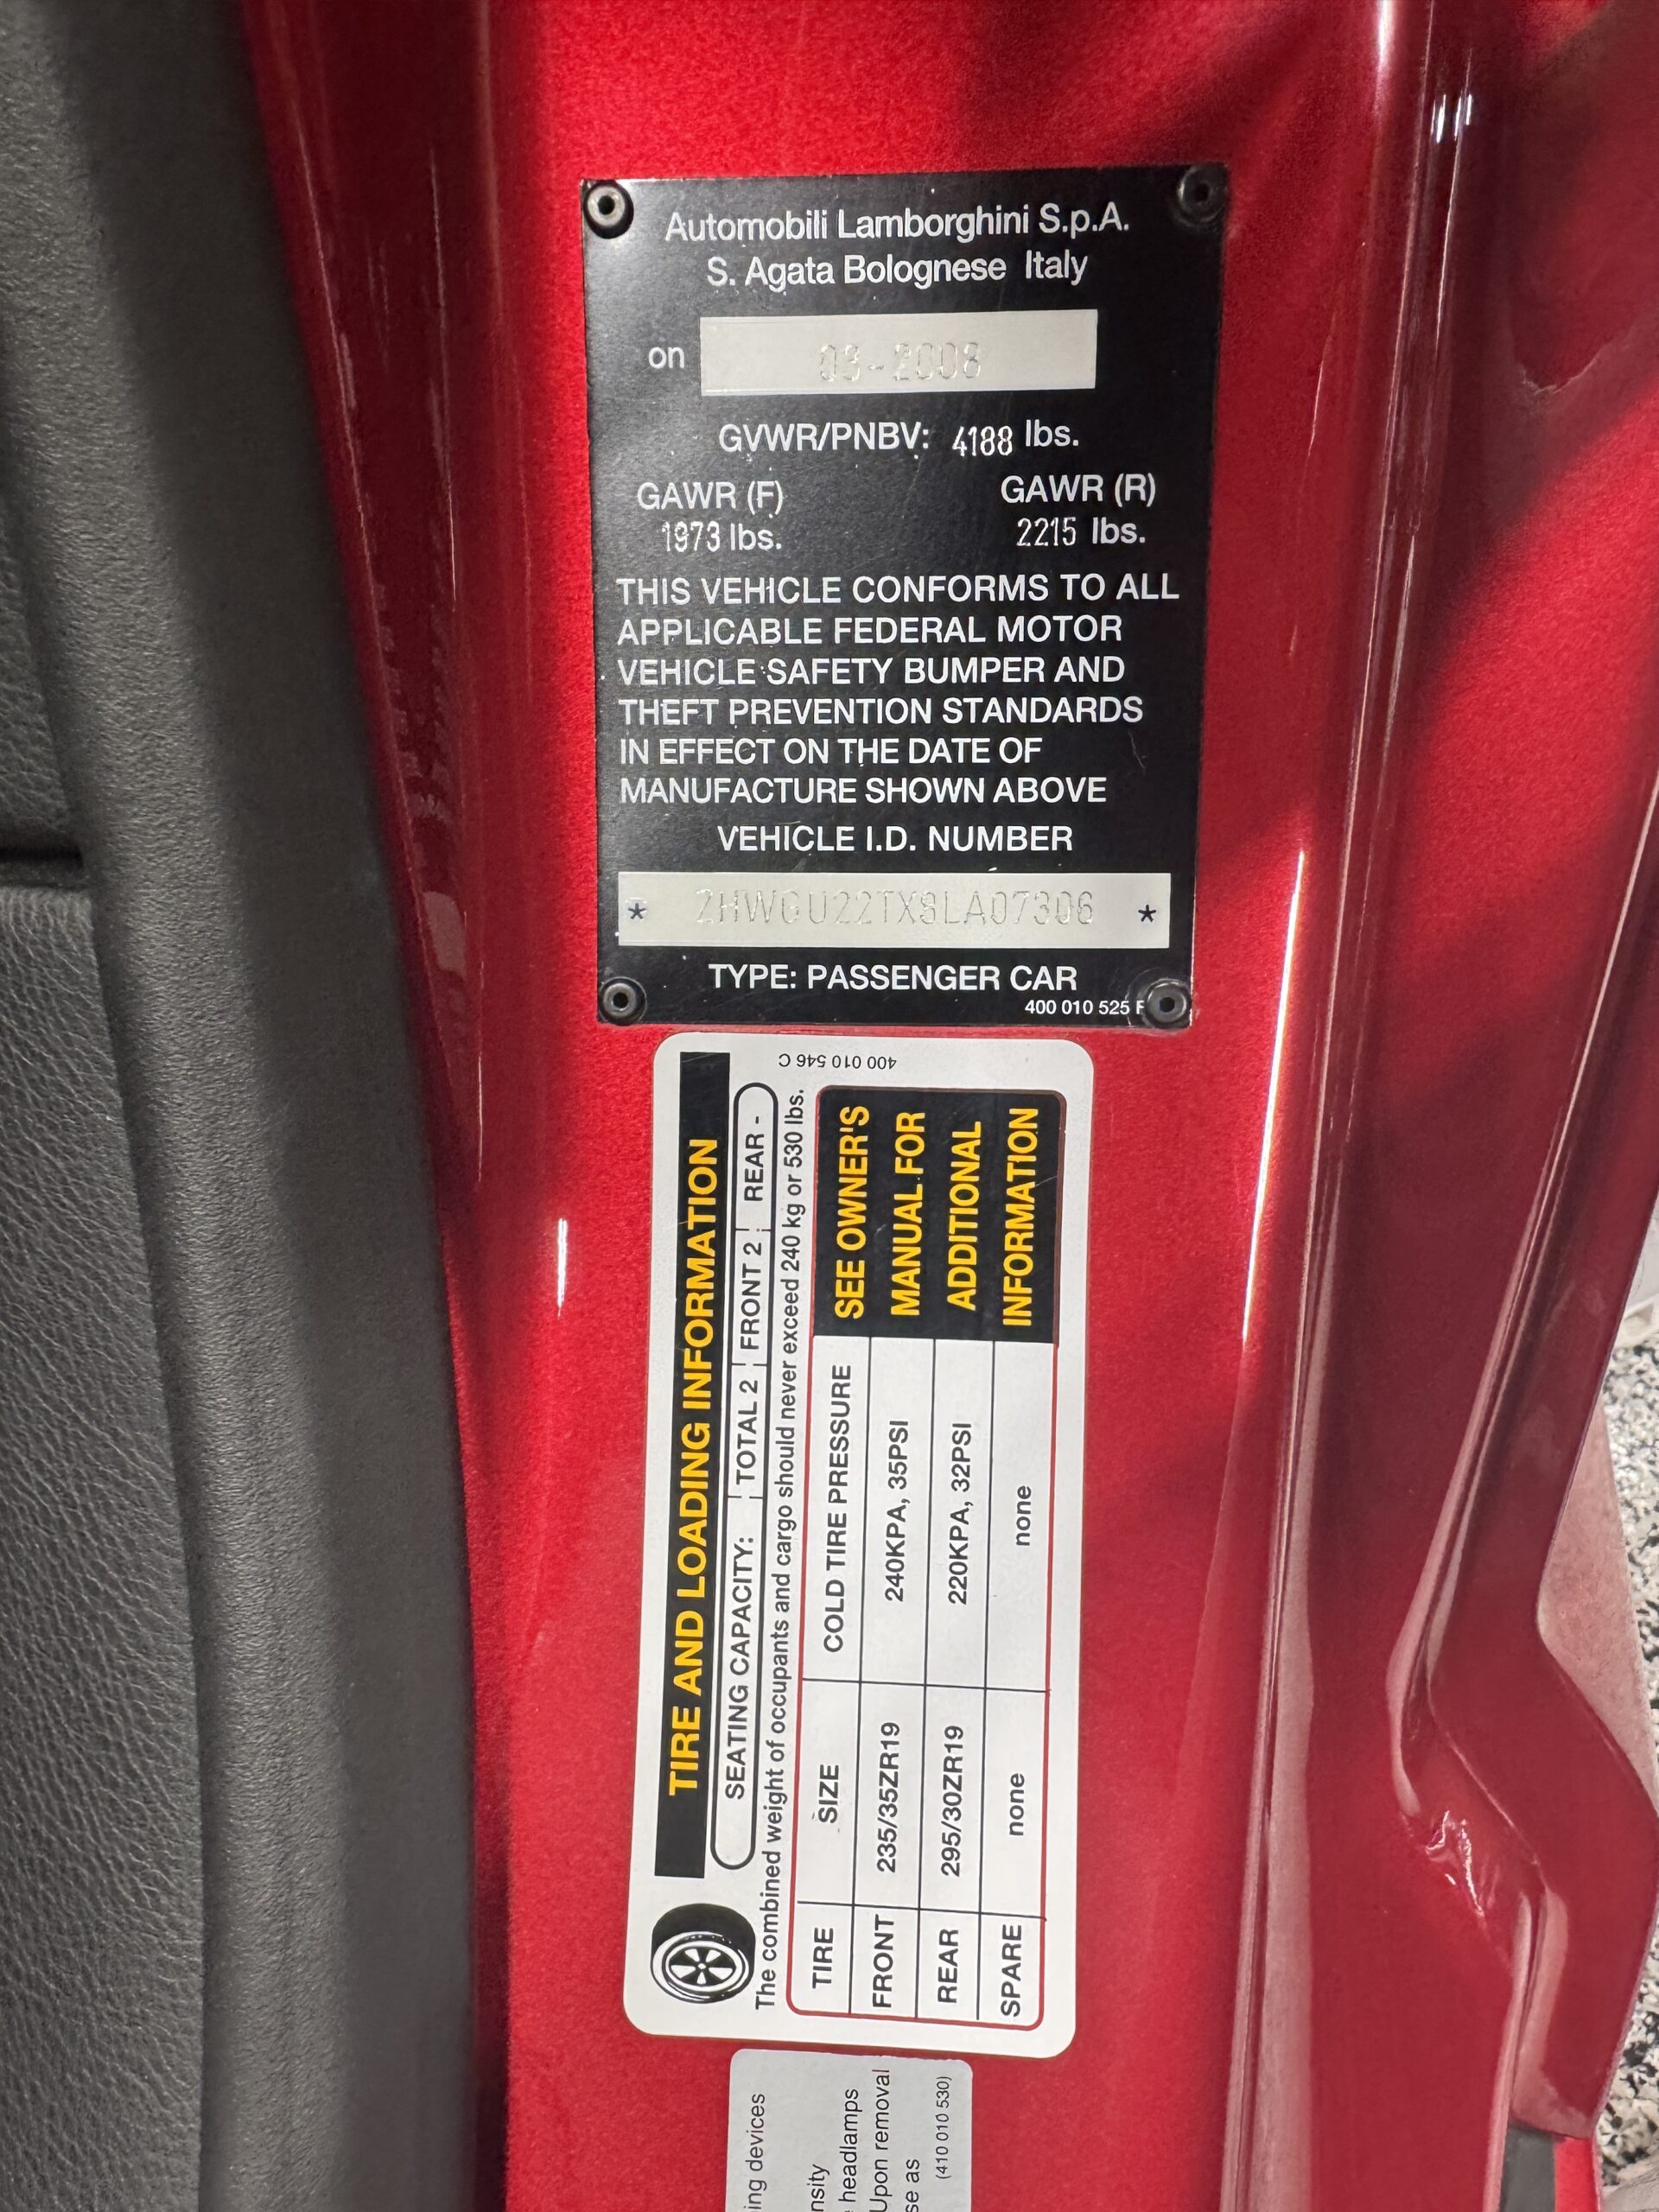 Automobili Lamborghini S.p.A.
S. Agata Bolognese Italy
on 03-2008
GVWR/PNBV: 4188 lbs.
GAWR (F) GAWR (R)
1973 lbs. 2215 lbs.
THIS VEHICLE CONFORMS TO ALL
APPLICABLE FEDERAL MOTOR
VEHICLE SAFETY BUMPER AND
THEFT PREVENTION STANDARDS
IN EFFECT ON THE DATE OF
MANUFACTURE SHOWN ABOVE
VEHICLE I.D. NUMBER
* ZHWGU22TX8LA07306 *
TYPE: PASSENGER CAR
400 010 525
400 010 546 C
TIRE AND LOADING INFORMATION
SEATING CAPACITY: TOTAL 2 FRONT 2 REAR -
The combined weight of occupants and cargo should never exceed 240 kg or 530 lbs.
TIRE SIZE COLD TIRE PRESSURE
FRONT 235/35ZR19 240KPA, 35PSI
REAR 295/30ZR19 220KPA, 32PSI
SPARE none none
SEE OWNER'S
MANUAL FOR
ADDITIONAL
INFORMATION
devices
headlamps
Upon removal
as
(410 010 530)